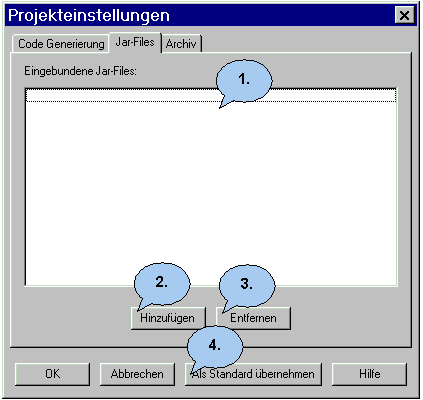 Projekteinstellungen
Code Generierung Jar-Files Archiv
Eingebundene Jar-Files:
1.
2. 3.
Hinzufügen Entfernen
4.
OK Abbrechen Als Standard übernehmen Hilfe